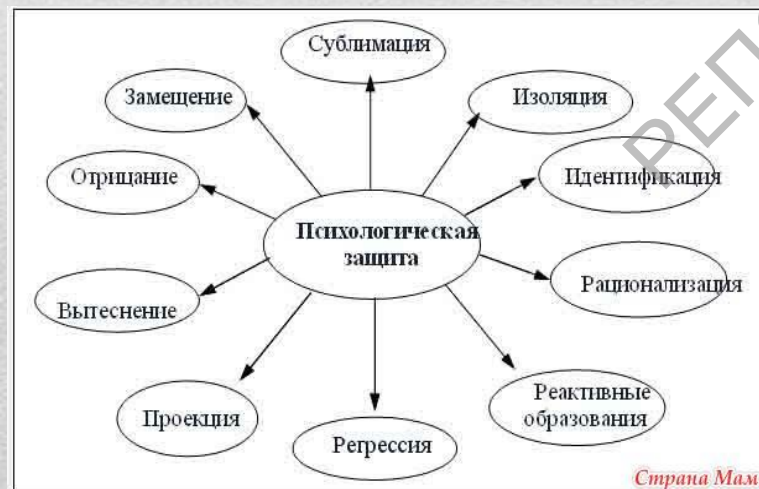 Сублимация
Замещение
Изоляция
Отрицание
Идентификация
Психологическая
защита
Рационализация
Вытеснение
Реактивные
образования
Проекция
Регрессия
Страна Мам